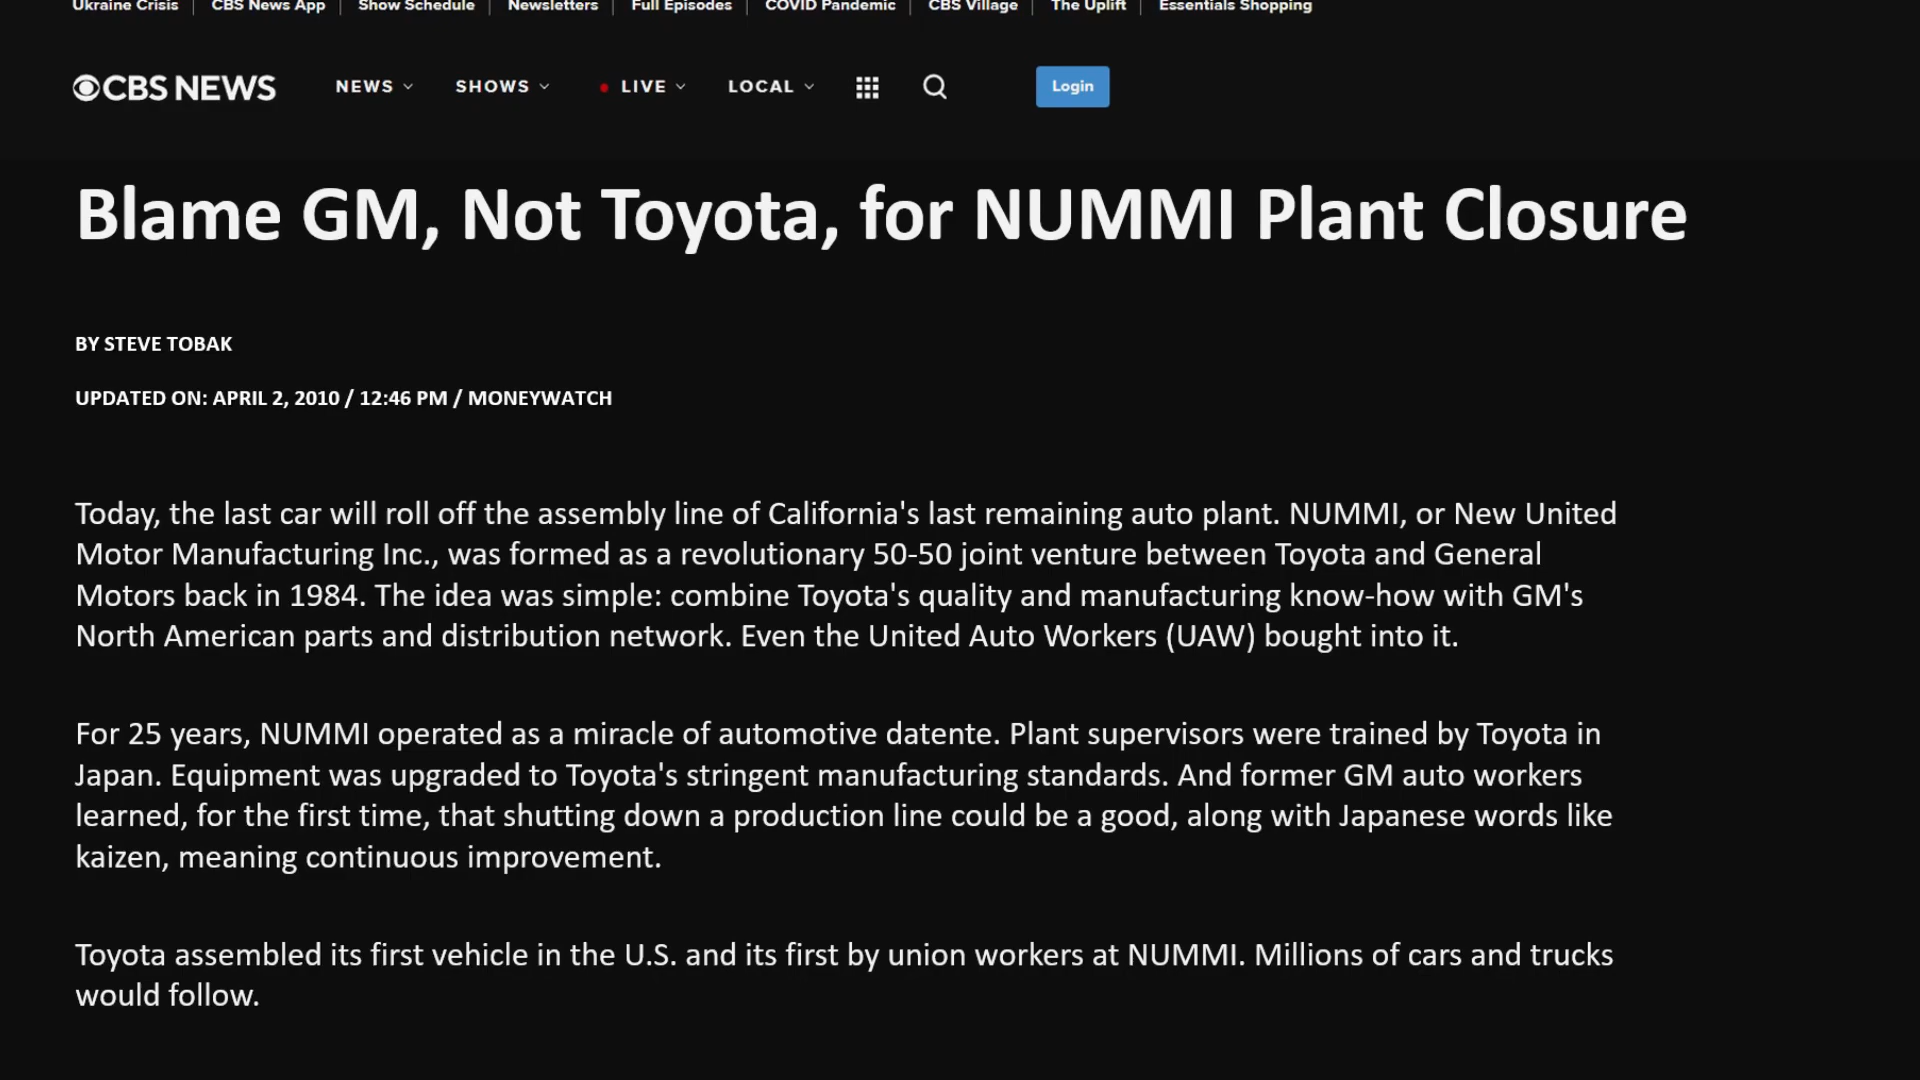 Ukraine Crisis CBS News App Show Schedule Newsletters Full Episodes COVID Pandemic CBS Village The Uplift Essentials Shopping
CBS NEWS NEWS SHOWS LIVE LOCAL Login
Blame GM, Not Toyota, for NUMMI Plant Closure
BY STEVE TOBAK
UPDATED ON: APRIL 2, 2010 / 12:46 PM / MONEYWATCH
Today, the last car will roll off the assembly line of California's last remaining auto plant. NUMMI, or New United
Motor Manufacturing Inc., was formed as a revolutionary 50-50 joint venture between Toyota and General
Motors back in 1984. The idea was simple: combine Toyota's quality and manufacturing know-how with GM's
North American parts and distribution network. Even the United Auto Workers (UAW) bought into it.
For 25 years, NUMMI operated as a miracle of automotive datente. Plant supervisors were trained by Toyota in
Japan. Equipment was upgraded to Toyota's stringent manufacturing standards. And former GM auto workers
learned, for the first time, that shutting down a production line could be a good, along with Japanese words like
kaizen, meaning continuous improvement.
Toyota assembled its first vehicle in the U.S. and its first by union workers at NUMMI. Millions of cars and trucks
would follow.